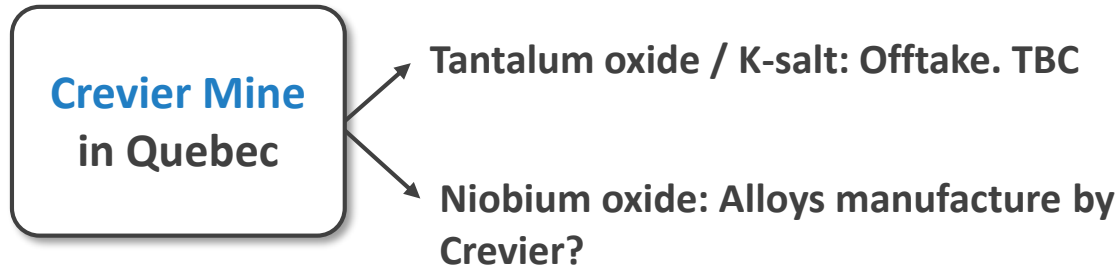 Crevier Mine
in Quebec
Tantalum oxide / K-salt: Offtake. TBC
Niobium oxide: Alloys manufacture by
Crevier?